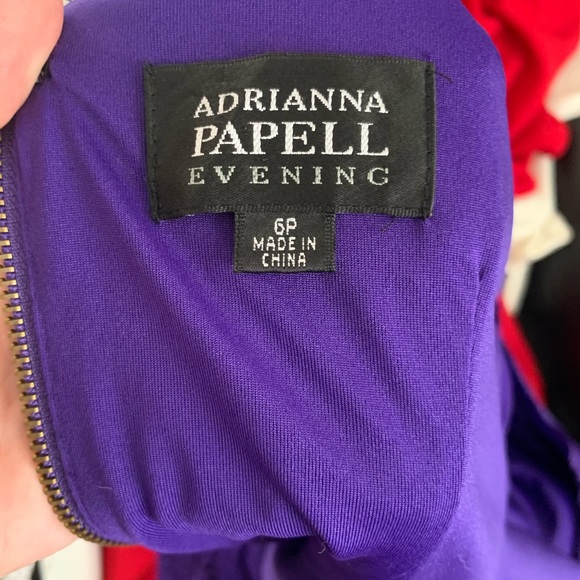 ADRIANNA
PAPELL
EVENING
6P
MADE IN
CHINA